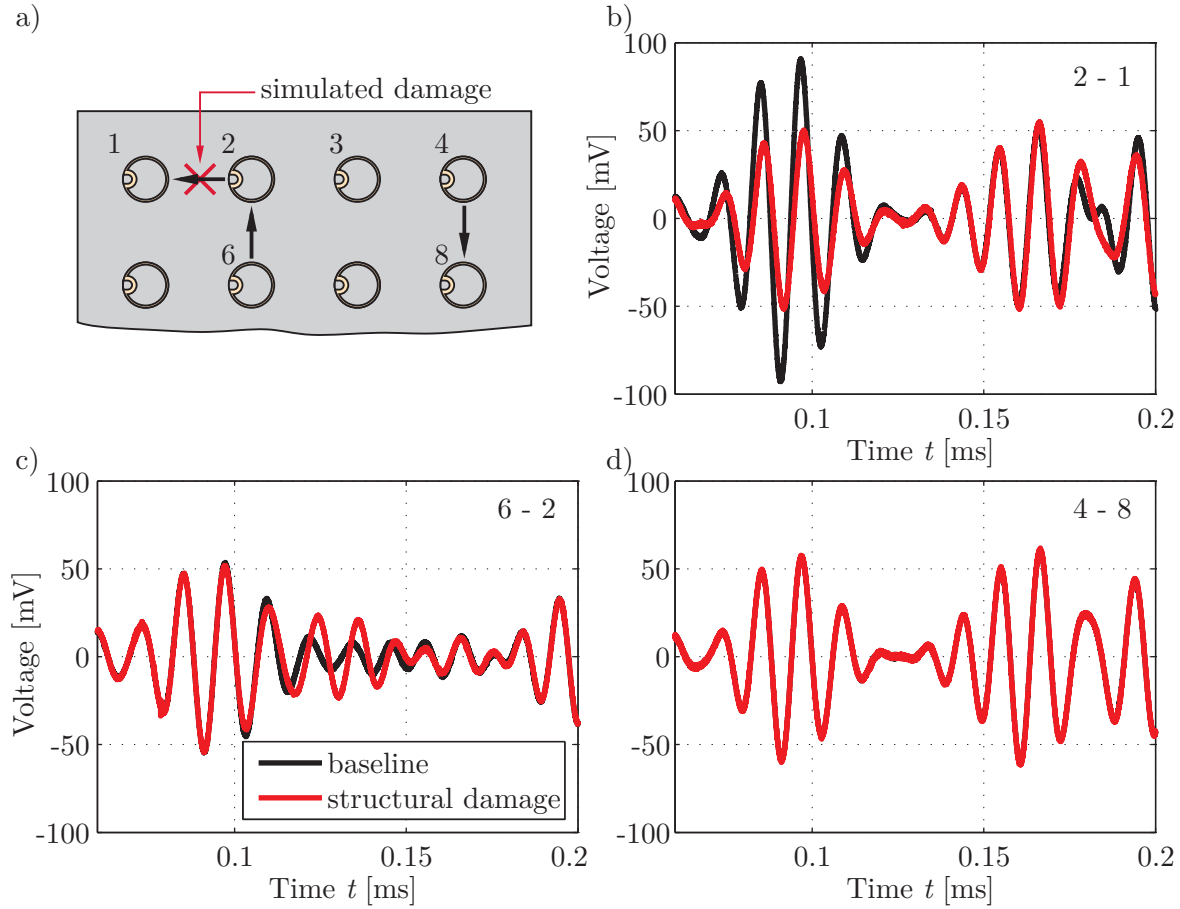 a)
simulated damage
1
2
3
4
6
8
b)
2 - 1
100
50
0
-50
-100
Voltage [mV]
0.1
0.15
0.2
Time t [ms]
c)
6 - 2
100
50
0
-50
-100
Voltage [mV]
baseline
structural damage
0.1
0.15
0.2
Time t [ms]
d)
4 - 8
100
50
0
-50
-100
0.1
0.15
0.2
Time t [ms]